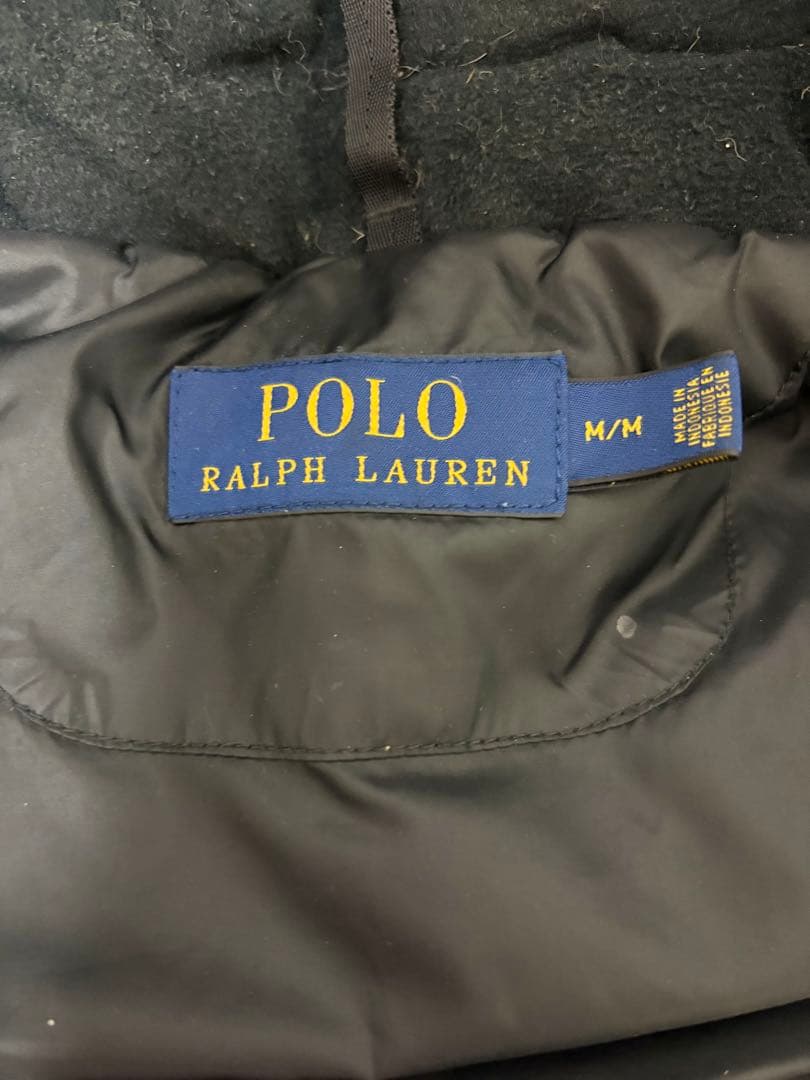 POLO
RALPH LAUREN
M/M
MADE IN
INDONESIA
FABRIQUE EN
INDONESIE